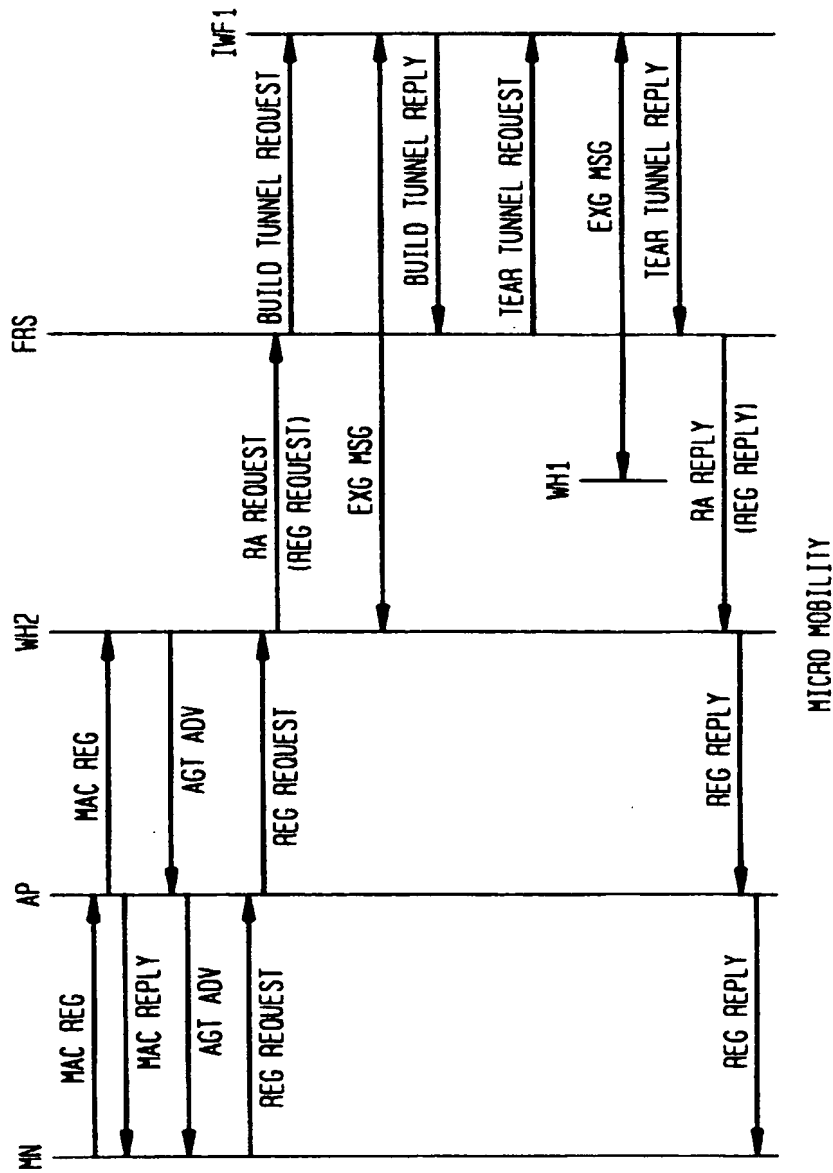 MN
AP
WH2
FRS
IWF1
MAC REG
MAC REG
MAC REPLY
AGT ADV
AGT ADV
REG REQUEST
REG REQUEST
RA REQUEST
(REG REQUEST)
BUILD TUNNEL REQUEST
EXG MSG
BUILD TUNNEL REPLY
TEAR TUNNEL REQUEST
WH1
EXG MSG
TEAR TUNNEL REPLY
RA REPLY
(REG REPLY)
REG REPLY
REG REPLY
MICRO MOBILITY